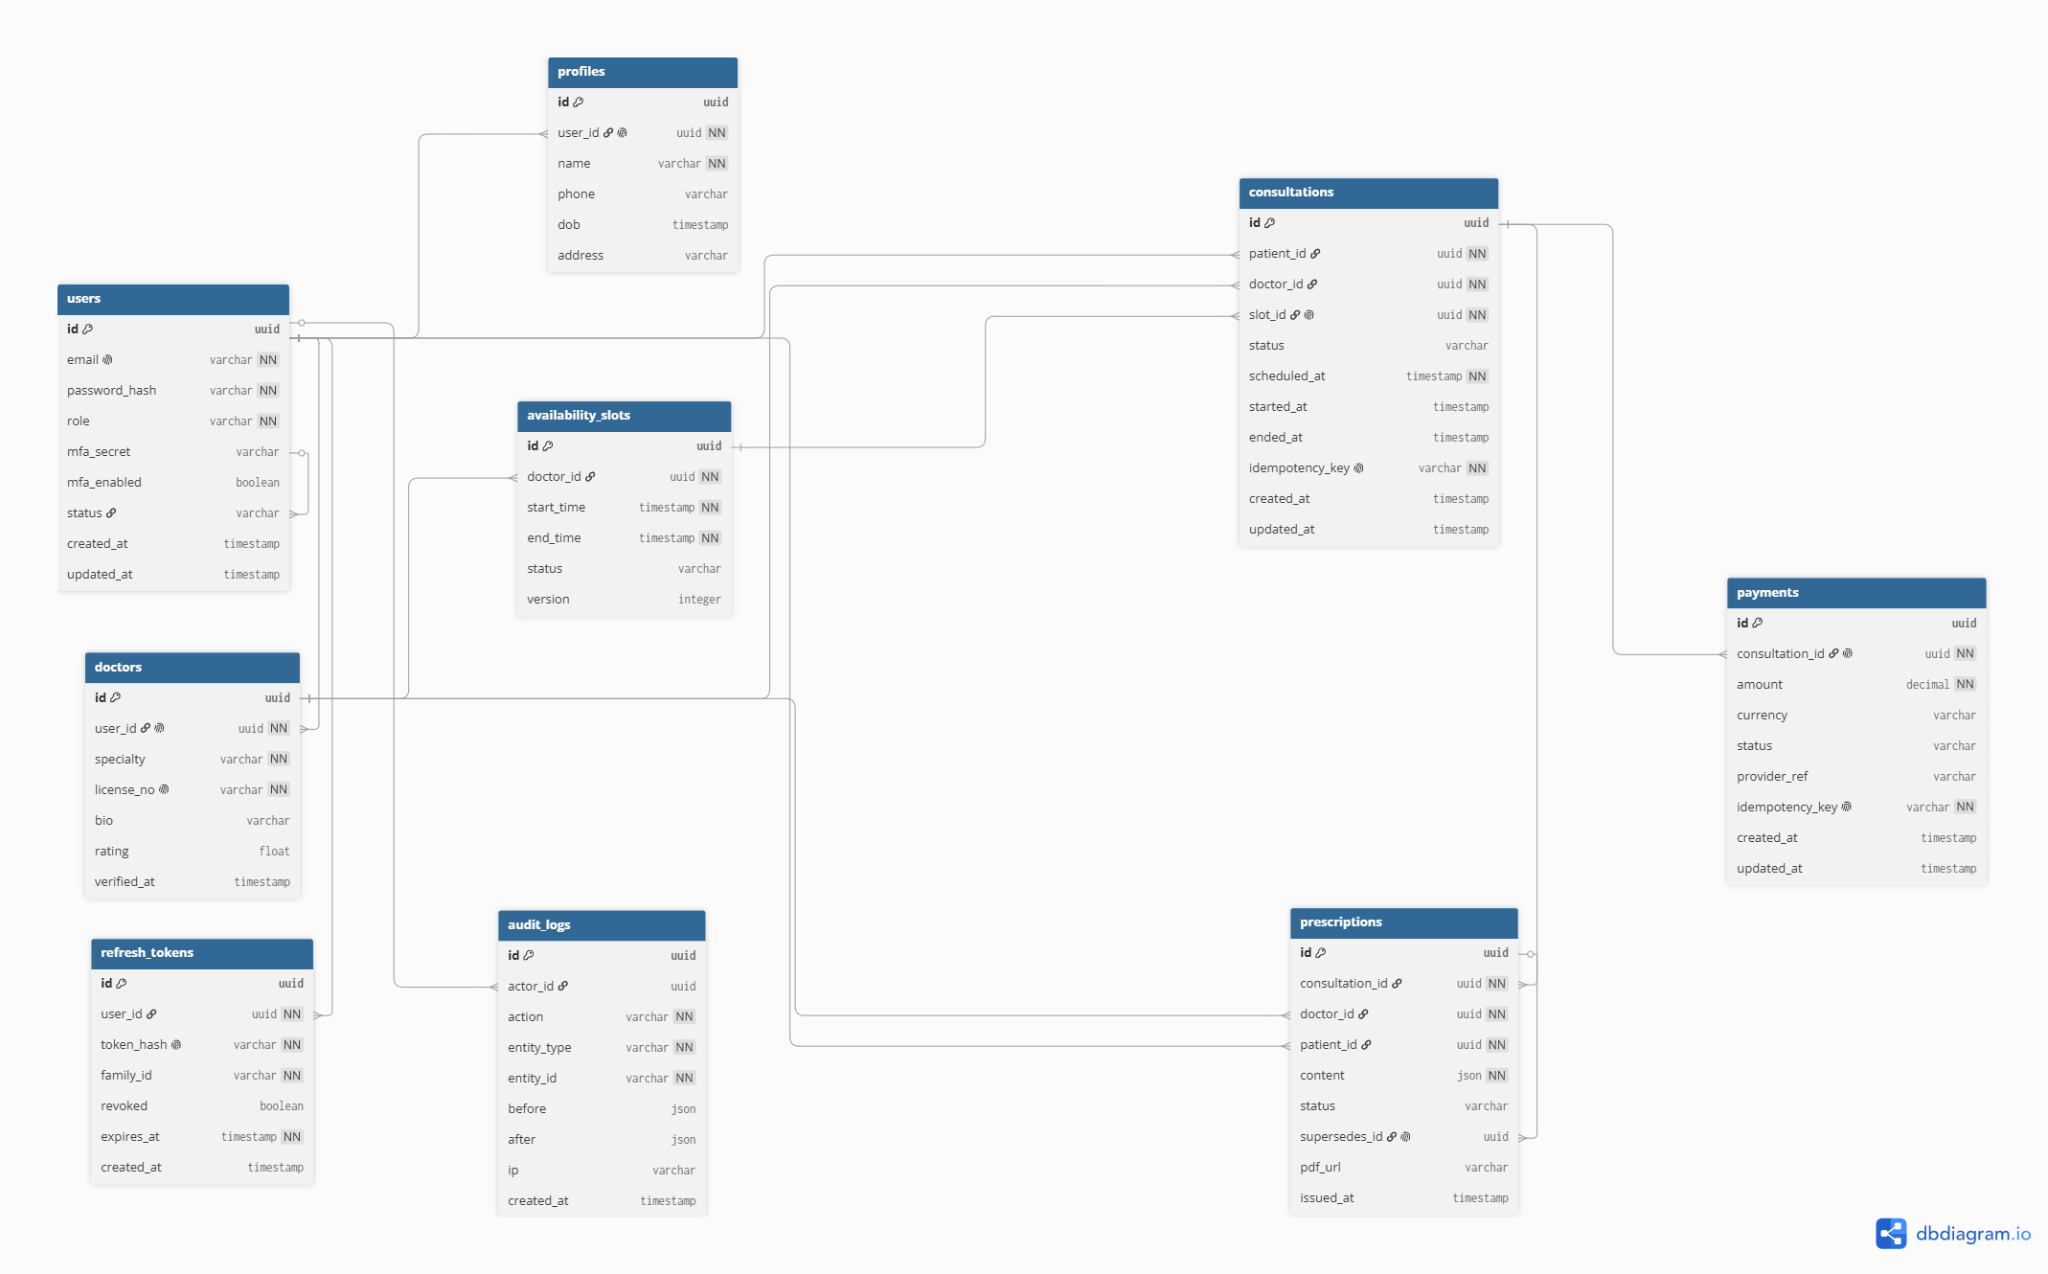 profiles
id uuid
user_id uuid NN
name varchar NN
phone varchar
dob timestamp
address varchar
consultations
id uuid
patient_id uuid NN
doctor_id uuid NN
slot_id uuid NN
status varchar
scheduled_at timestamp NN
started_at timestamp
ended_at timestamp
idempotency_key varchar NN
created_at timestamp
updated_at timestamp
users
id uuid
email varchar NN
password_hash varchar NN
role varchar NN
mfa_secret varchar
mfa_enabled boolean
status varchar
created_at timestamp
updated_at timestamp
availability_slots
id uuid
doctor_id uuid NN
start_time timestamp NN
end_time timestamp NN
status varchar
version integer
payments
id uuid
consultation_id uuid NN
amount decimal NN
currency varchar
status varchar
provider_ref varchar
idempotency_key varchar NN
created_at timestamp
updated_at timestamp
doctors
id uuid
user_id uuid NN
specialty varchar NN
license_no varchar NN
bio varchar
rating float
verified_at timestamp
refresh_tokens
id uuid
user_id uuid NN
token_hash varchar NN
family_id varchar NN
revoked boolean
expires_at timestamp NN
created_at timestamp
audit_logs
id uuid
actor_id uuid
action varchar NN
entity_type varchar NN
entity_id varchar NN
before json
after json
ip varchar
created_at timestamp
prescriptions
id uuid
consultation_id uuid NN
doctor_id uuid NN
patient_id uuid NN
content json NN
status varchar
supersedes_id uuid
pdf_url varchar
issued_at timestamp
dbdiagram.io